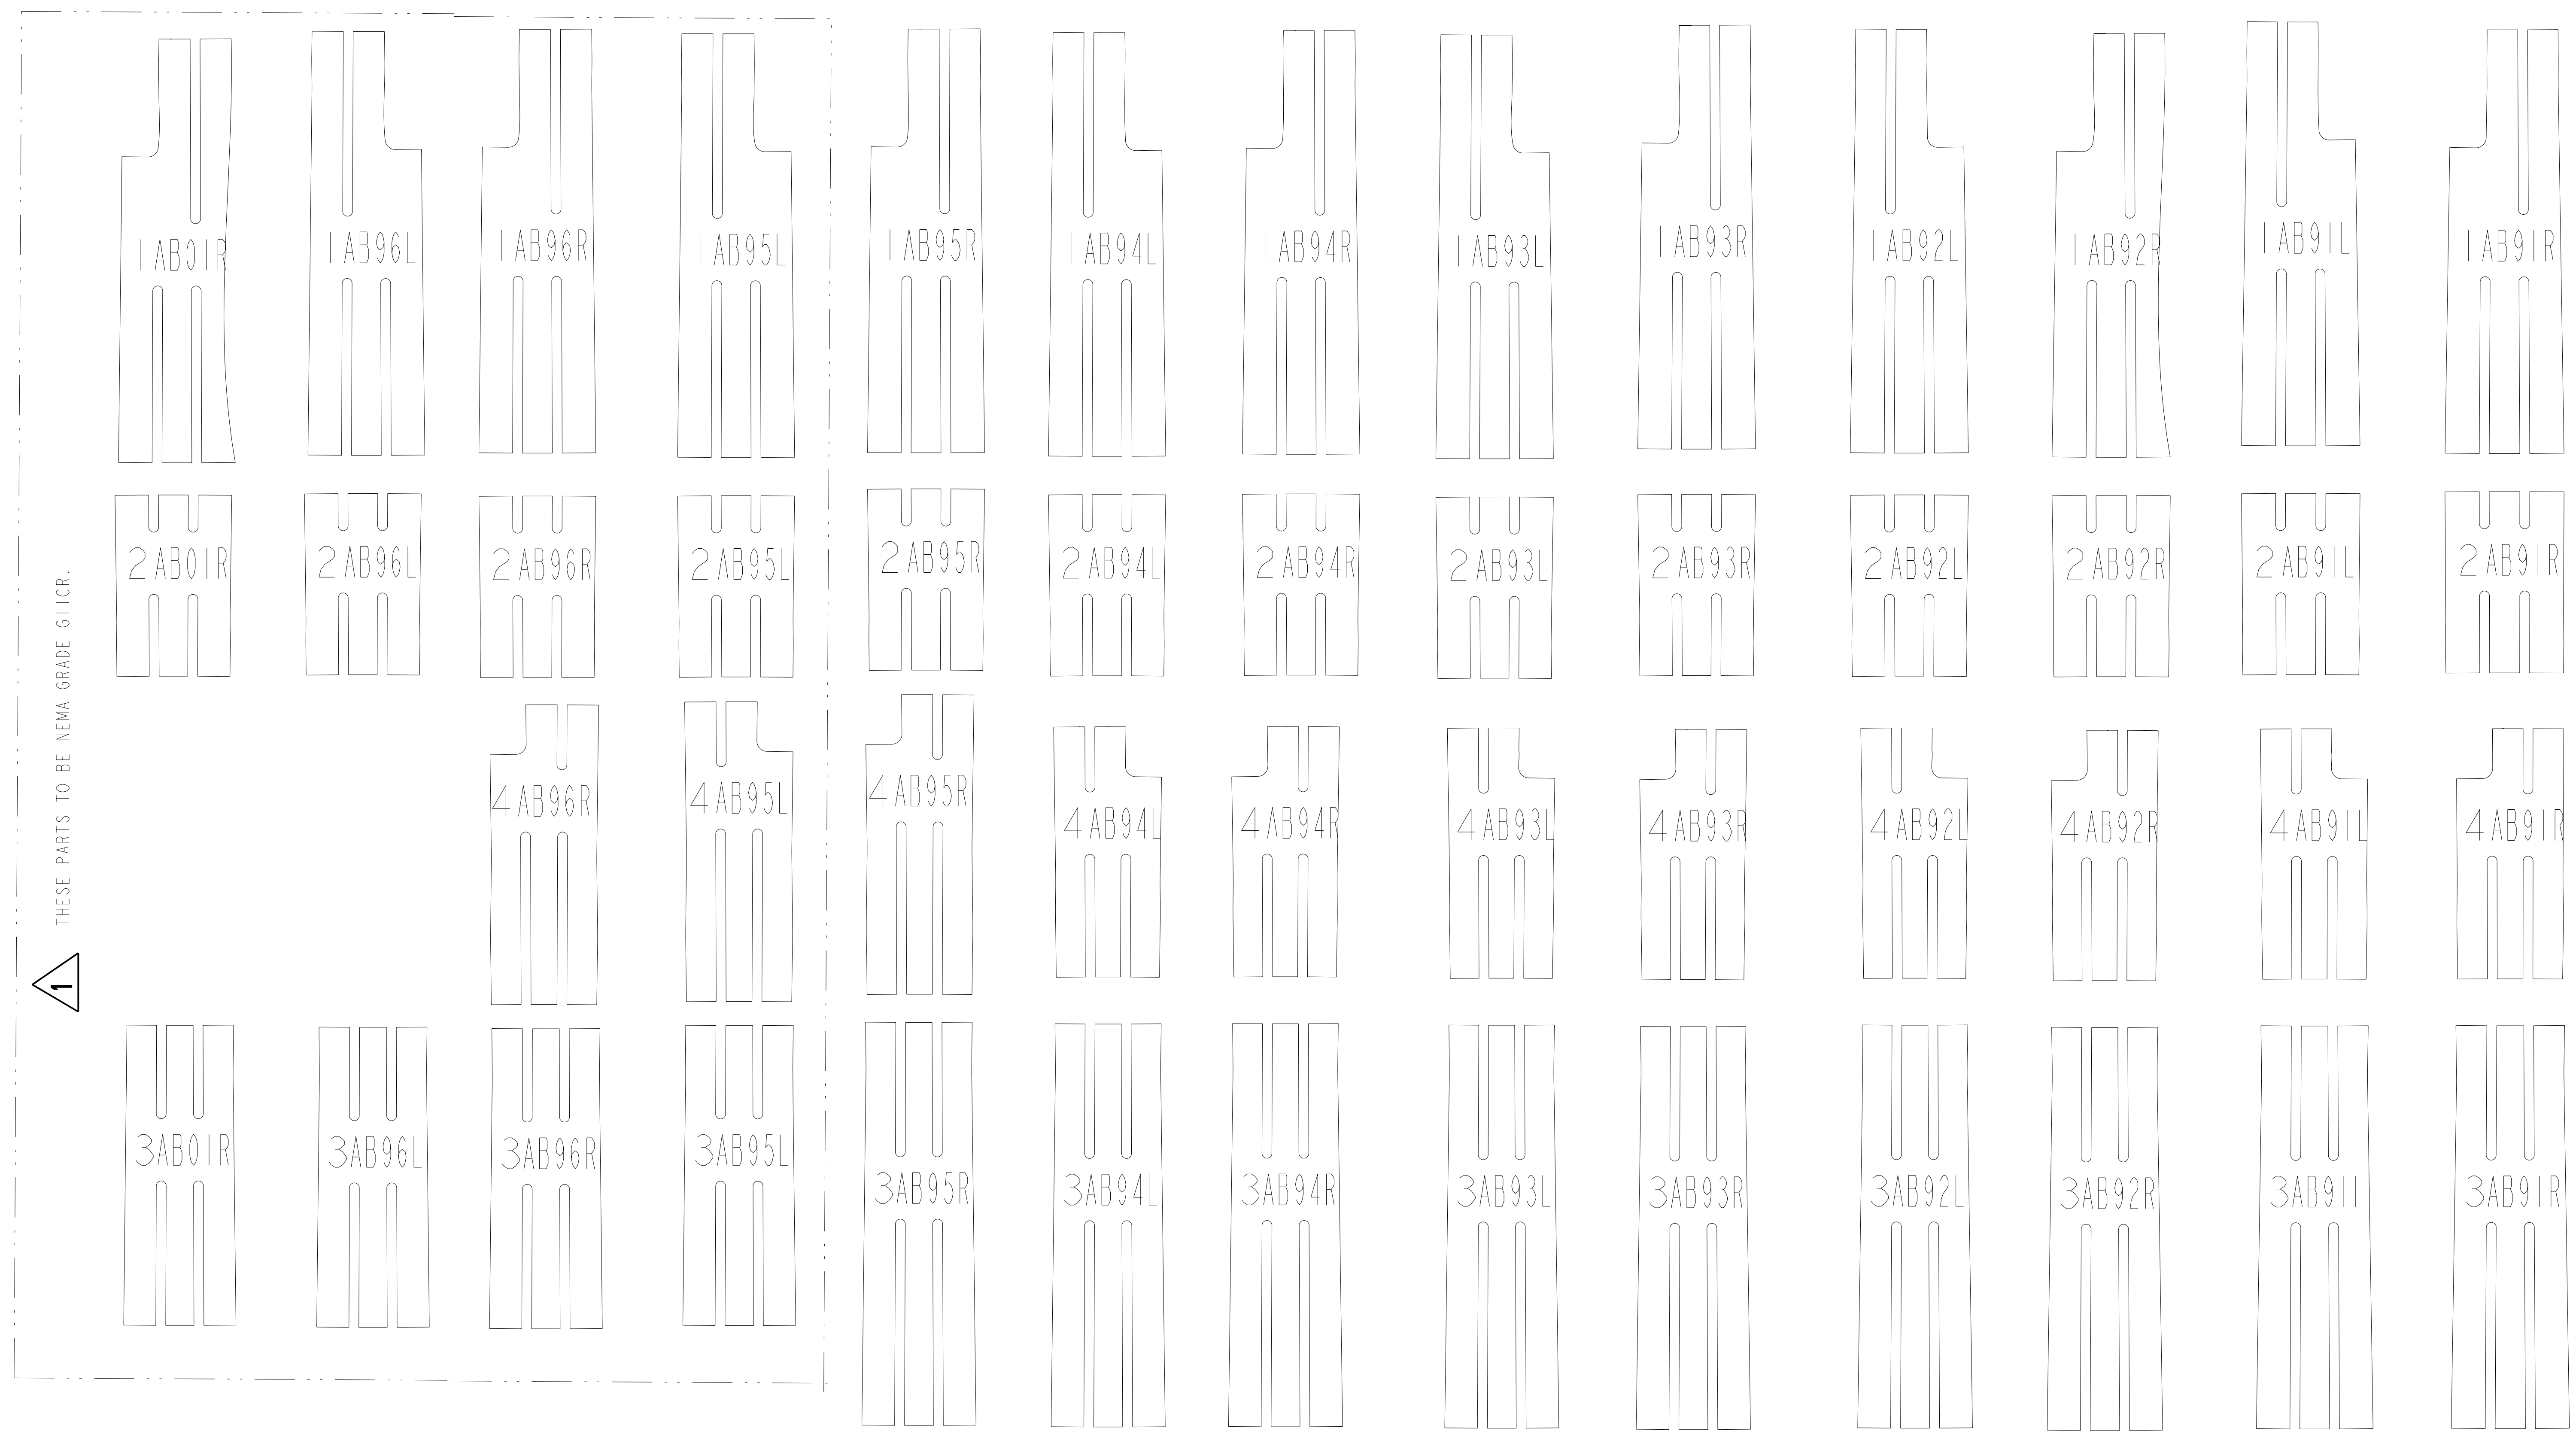 1AB01R 1AB96L 1AB96R 1AB95L 1AB95R 1AB94L 1AB94R 1AB93L 1AB93R 1AB92L 1AB92R 1AB91L 1AB91R
2AB01R 2AB96L 2AB96R 2AB95L 2AB95R 2AB94L 2AB94R 2AB93L 2AB93R 2AB92L 2AB92R 2AB91L 2AB91R
4AB96R 4AB95L 4AB95R 4AB94L 4AB94R 4AB93L 4AB93R 4AB92L 4AB92R 4AB91L 4AB91R
3AB01R 3AB96L 3AB96R 3AB95L 3AB95R 3AB94L 3AB94R 3AB93L 3AB93R 3AB92L 3AB92R 3AB91L 3AB91R
1 THESE PARTS TO BE NEMA GRADE G11CR.